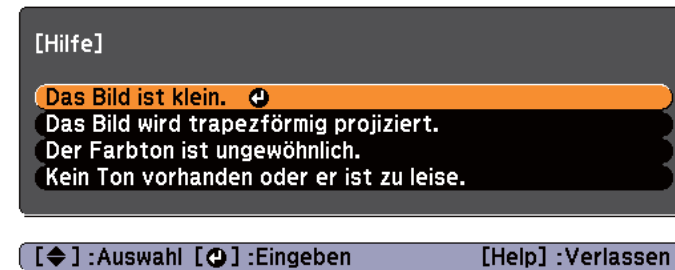 [Hilfe]
Das Bild ist klein.
Das Bild wird trapezförmig projiziert.
Der Farbton ist ungewöhnlich.
Kein Ton vorhanden oder er ist zu leise.
[◆] :Auswahl [↵] :Eingeben [Help] :Verlassen